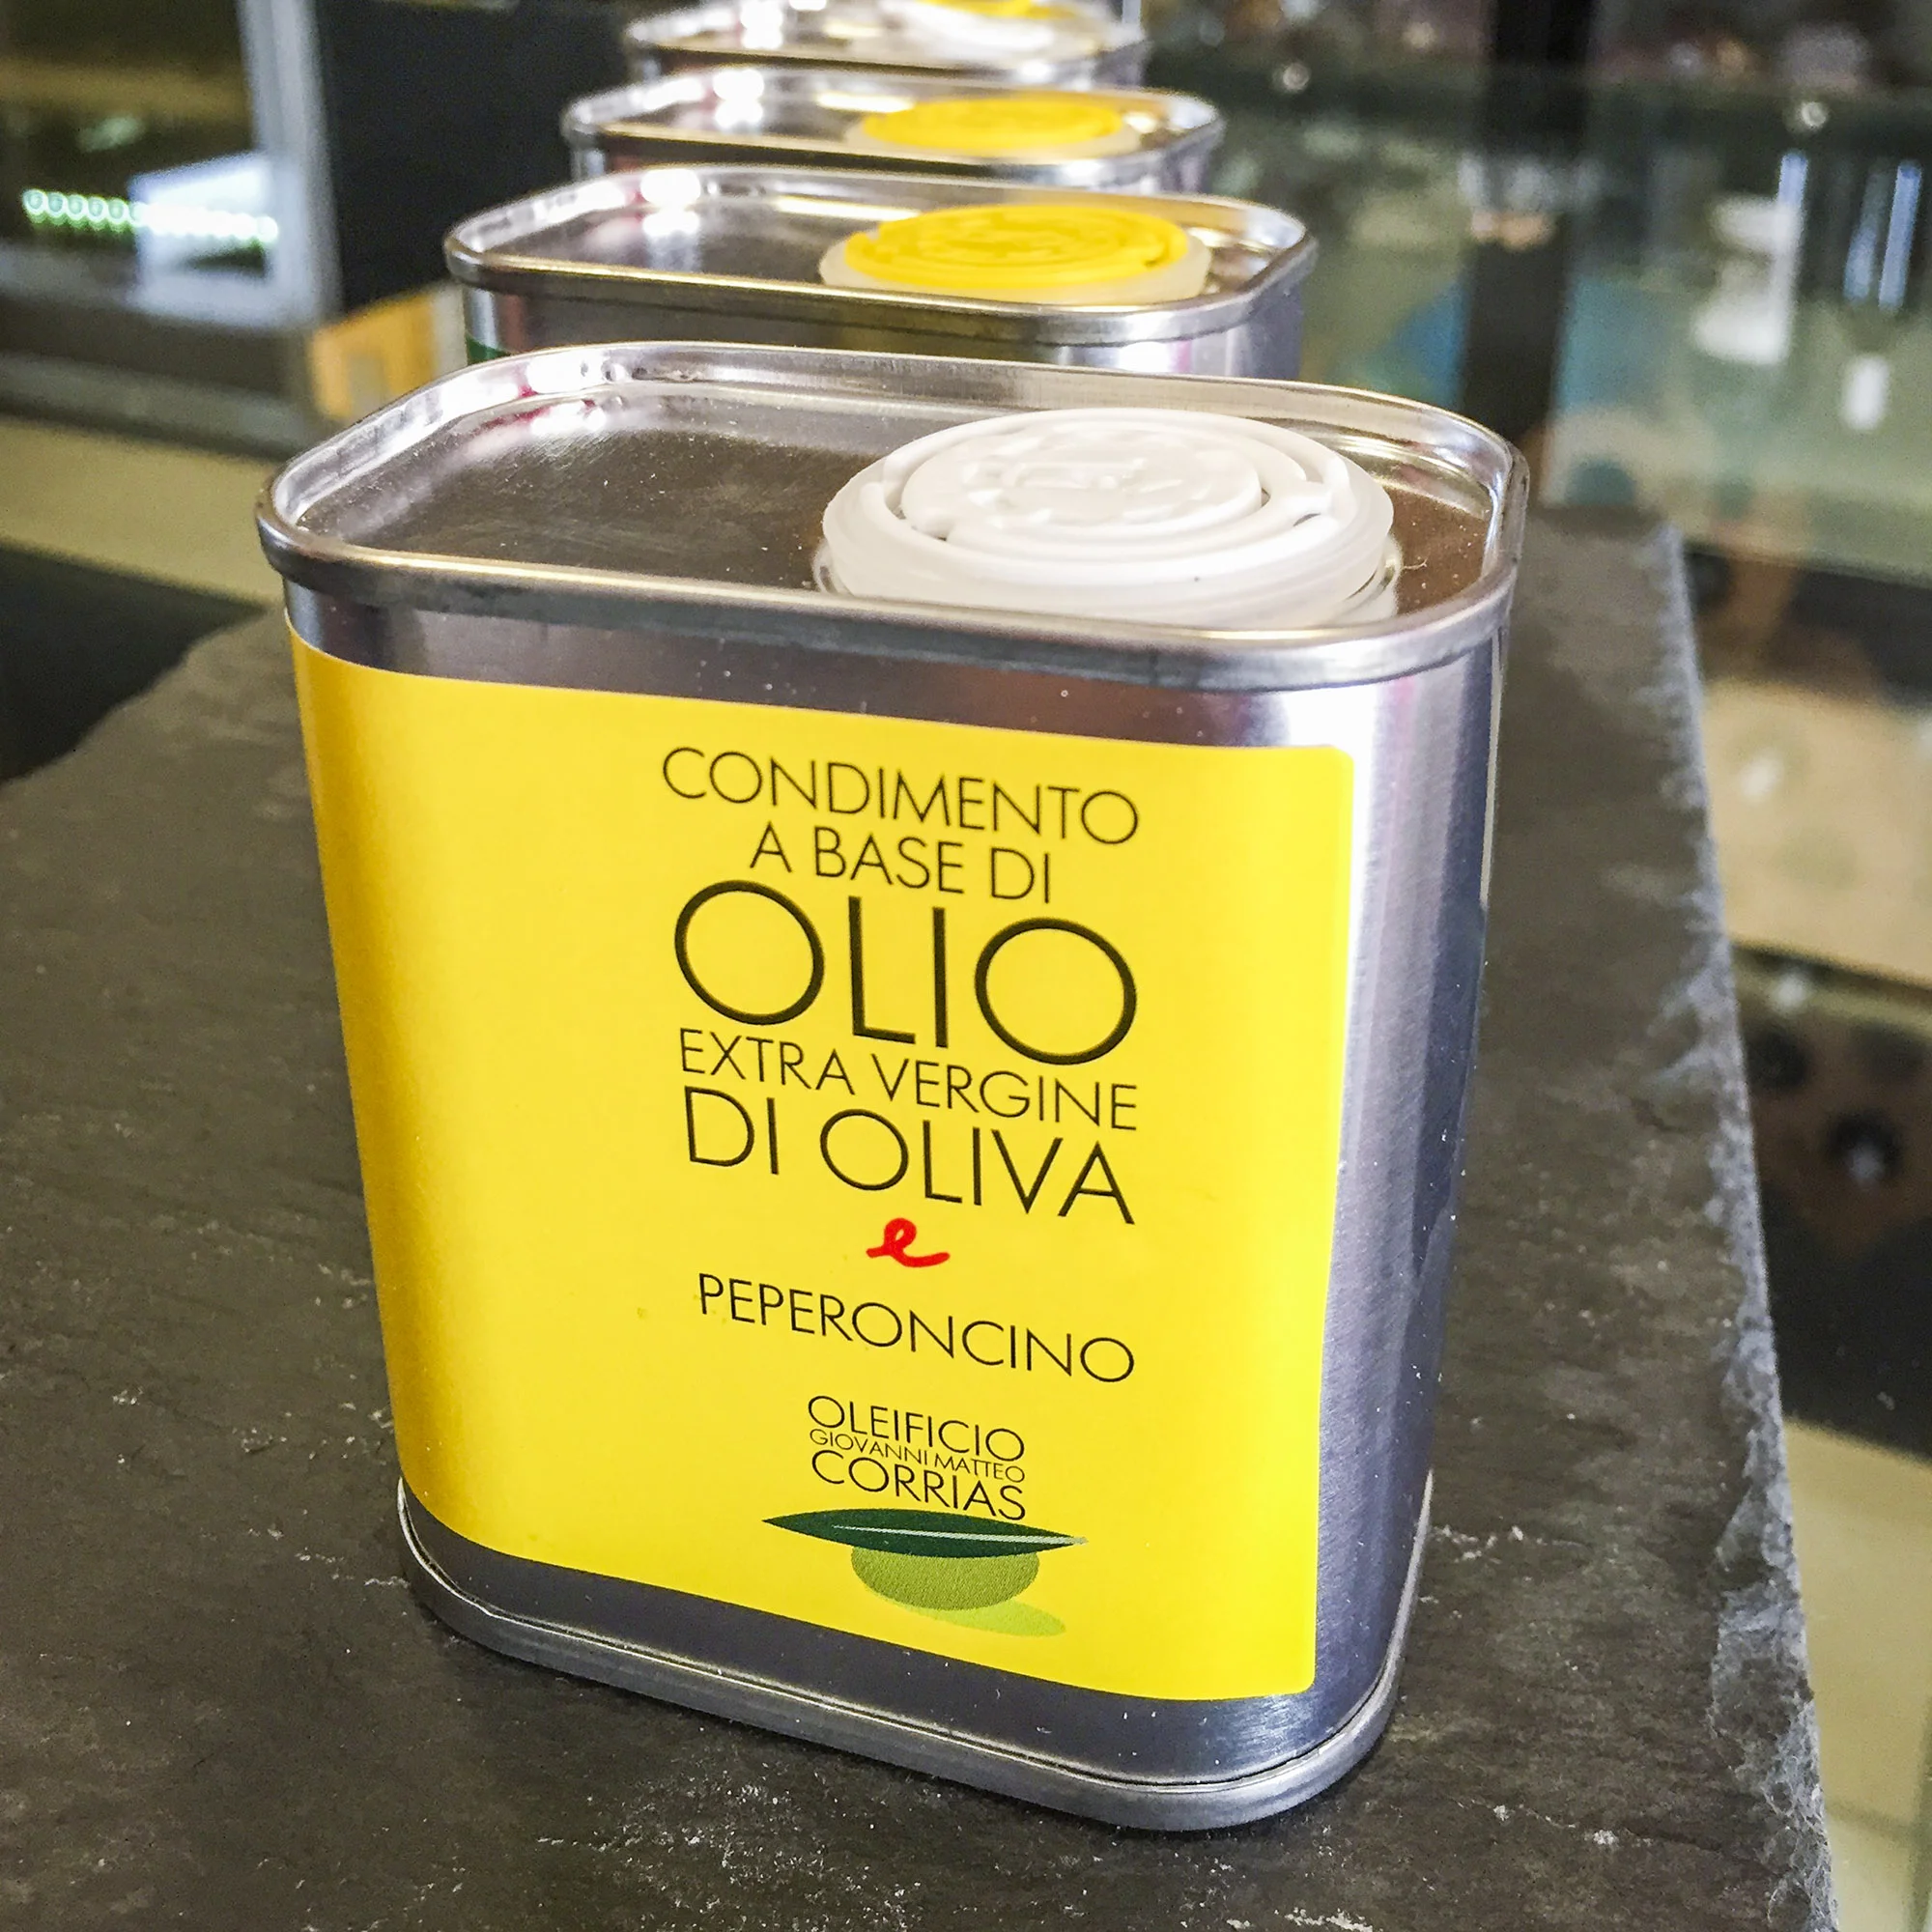 CONDIMENTO
A BASE DI
OLIO
EXTRA VERGINE
DI OLIVA
e
PEPERONCINO
OLEIFICIO
GIOVANNI MATTEO
CORRIAS